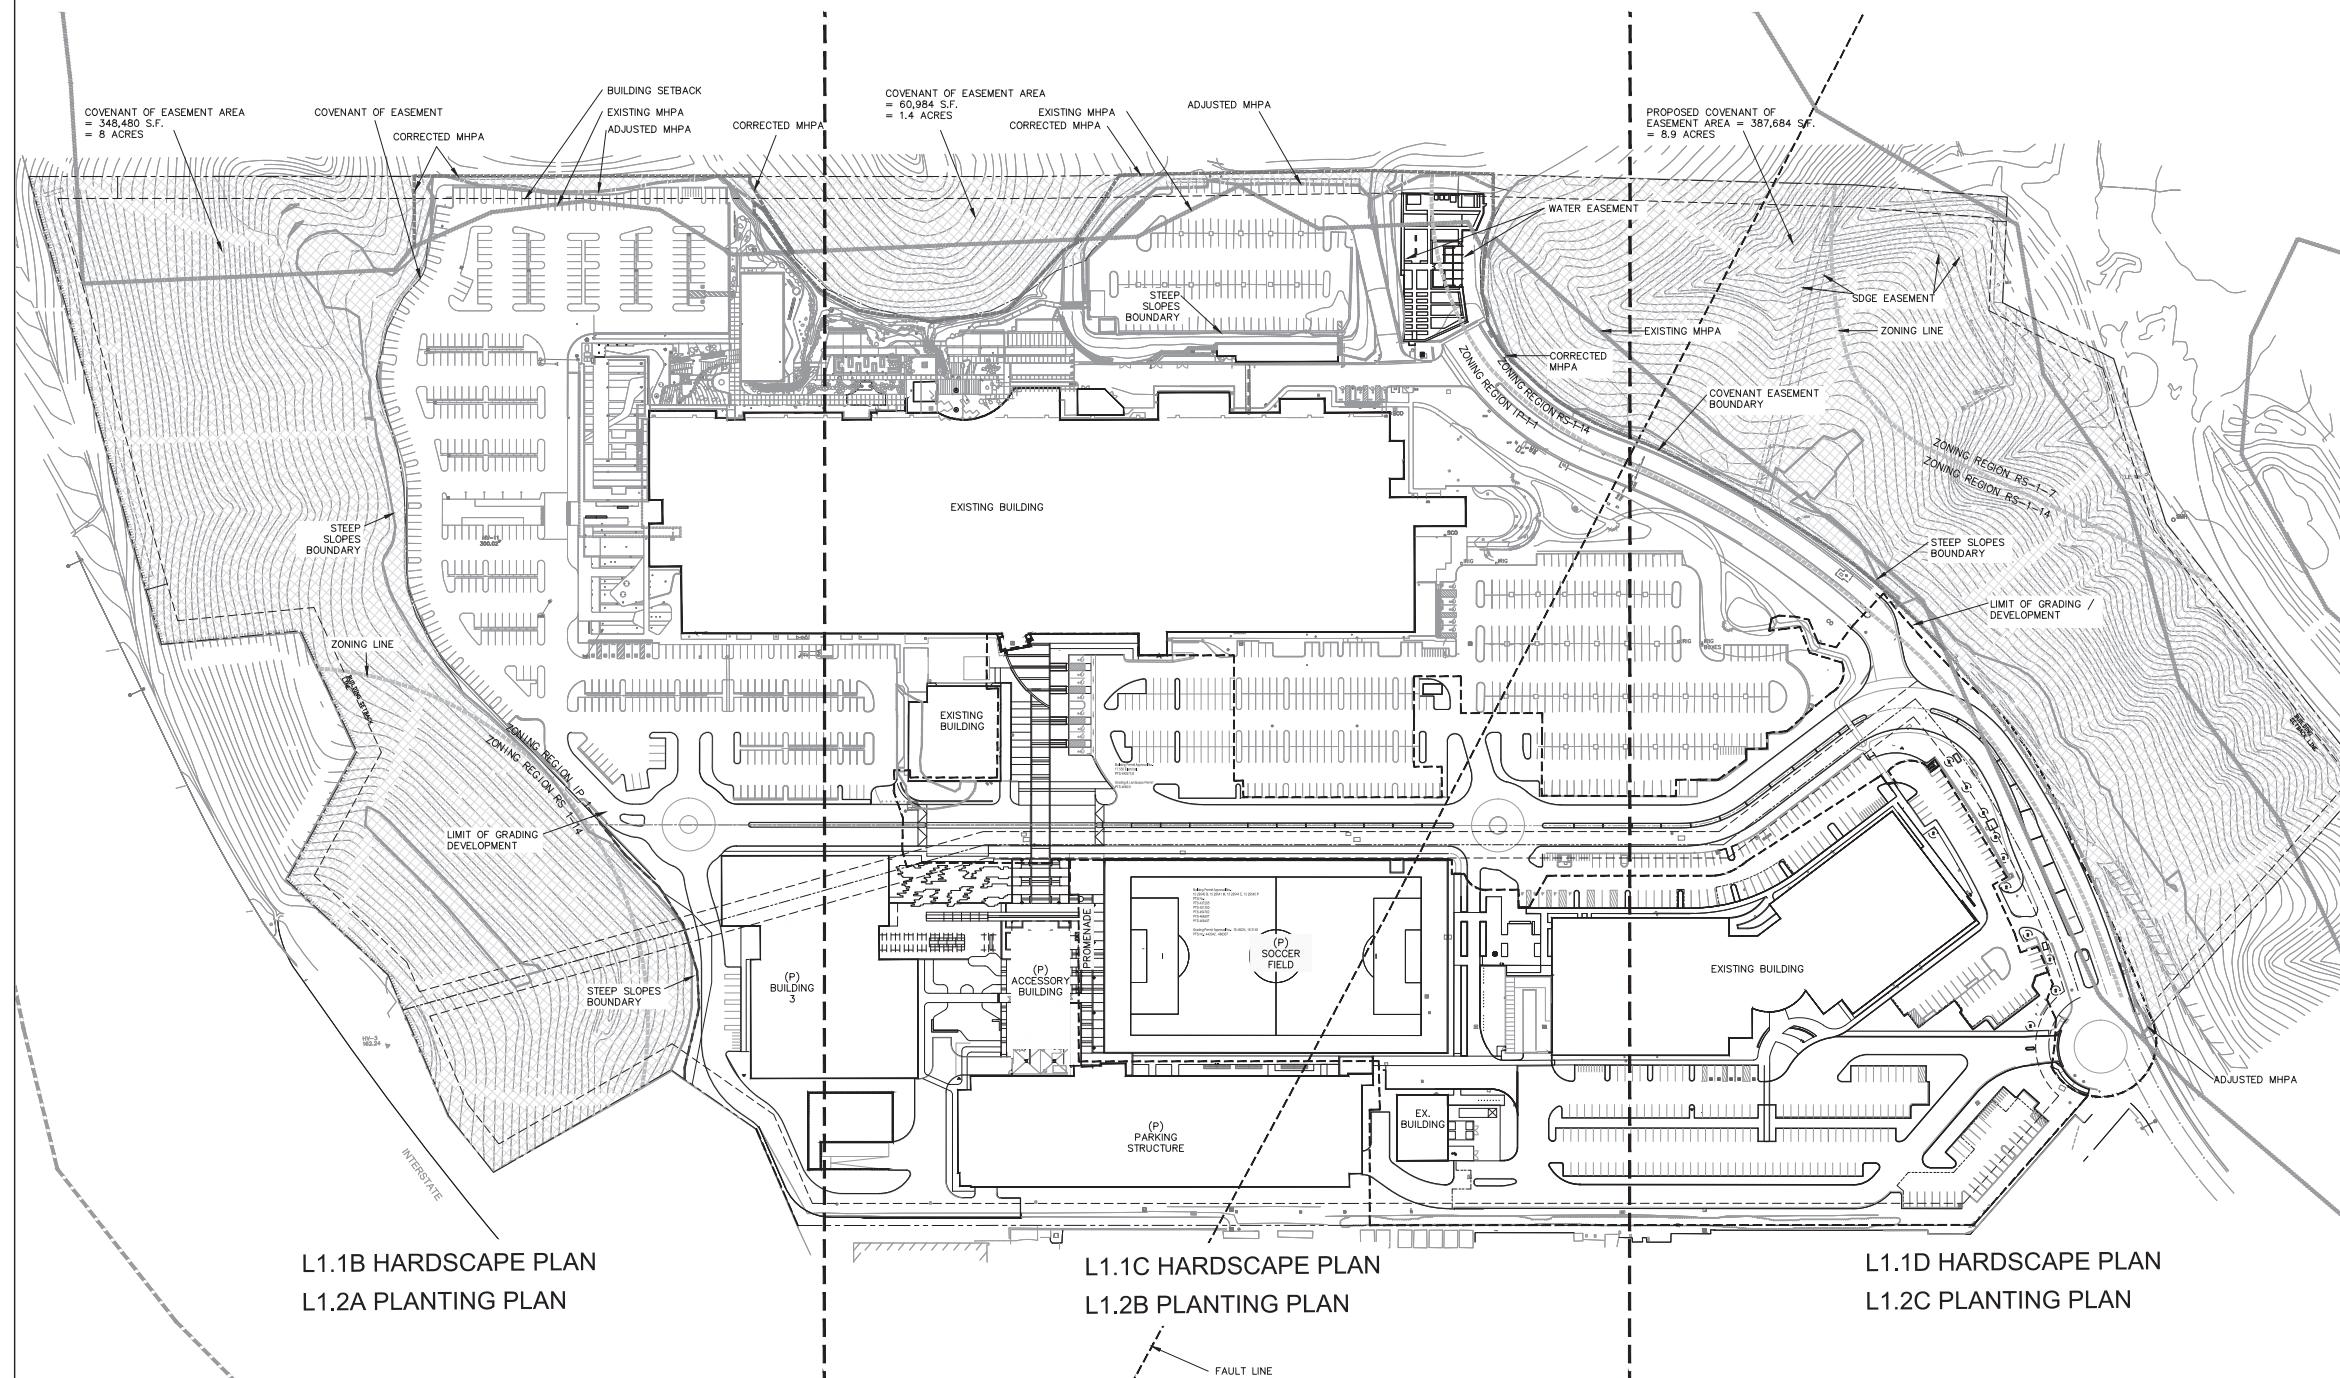 BUILDING SETBACK
COVENANT OF EASEMENT AREA
= 348,480 S.F.
= 8 ACRES
COVENANT OF EASEMENT
EXISTING MHPA
CORRECTED MHPA
ADJUSTED MHPA
CORRECTED MHPA
COVENANT OF EASEMENT AREA
= 60,984 S.F.
= 1.4 ACRES
EXISTING MHPA
CORRECTED MHPA
ADJUSTED MHPA
PROPOSED COVENANT OF
EASEMENT AREA = 387,684 S.F.
= 8.9 ACRES
WATER EASEMENT
STEEP
SLOPES
BOUNDARY
SDGE EASEMENT
EXISTING MHPA
ZONING LINE
CORRECTED
MHPA
ZONING REGION RS-1-14
ZONING REGION IP-1-1
COVENANT EASEMENT
BOUNDARY
ZONING REGION RS-1-7
ZONING REGION RS-1-14
EXISTING BUILDING
STEEP
SLOPES
BOUNDARY
STEEP SLOPES
BOUNDARY
LIMIT OF GRADING /
DEVELOPMENT
ZONING LINE
EXISTING
BUILDING
ZONING REGION IP-1
ZONING REGION RS-1-14
LIMIT OF GRADING
DEVELOPMENT
STEEP SLOPES
BOUNDARY
(P)
BUILDING
3
(P)
ACCESSORY
BUILDING
PROMENADE
(P)
SOCCER
FIELD
EXISTING BUILDING
ADJUSTED MHPA
(P)
PARKING
STRUCTURE
EX.
BUILDING
INTERSTATE
L1.1B HARDSCAPE PLAN
L1.2A PLANTING PLAN
L1.1C HARDSCAPE PLAN
L1.2B PLANTING PLAN
L1.1D HARDSCAPE PLAN
L1.2C PLANTING PLAN
FAULT LINE